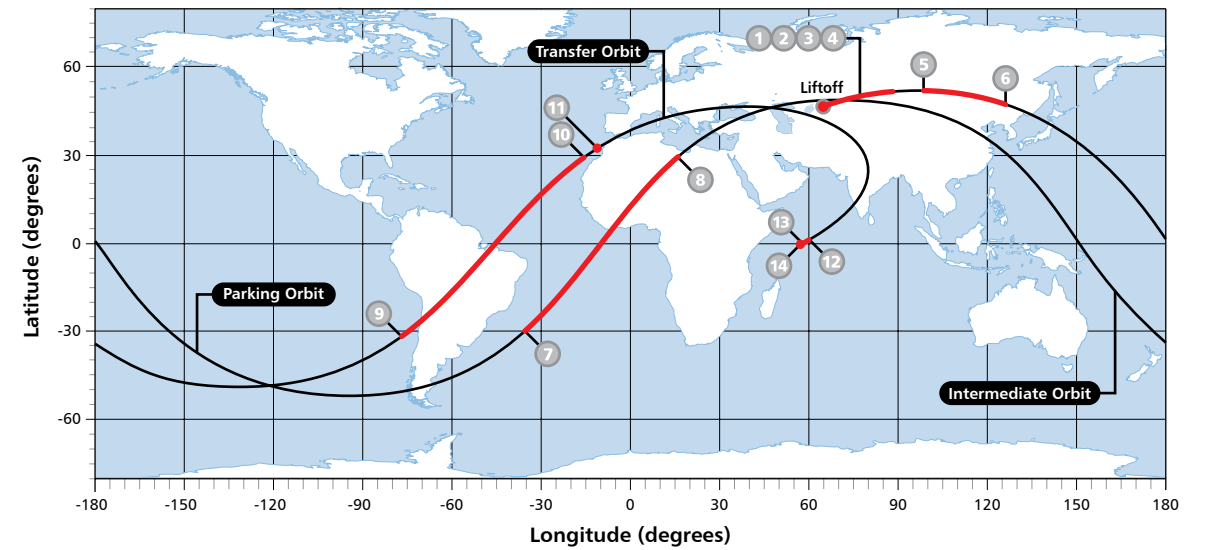 1 2 3 4
5
6
Transfer Orbit
Liftoff
11
10
8
13
14
12
Parking Orbit
9
7
Intermediate Orbit
Latitude (degrees)
60
30
0
-30
-60
-180 -150 -120 -90 -60 -30 0 30 60 90 120 150 180
Longitude (degrees)